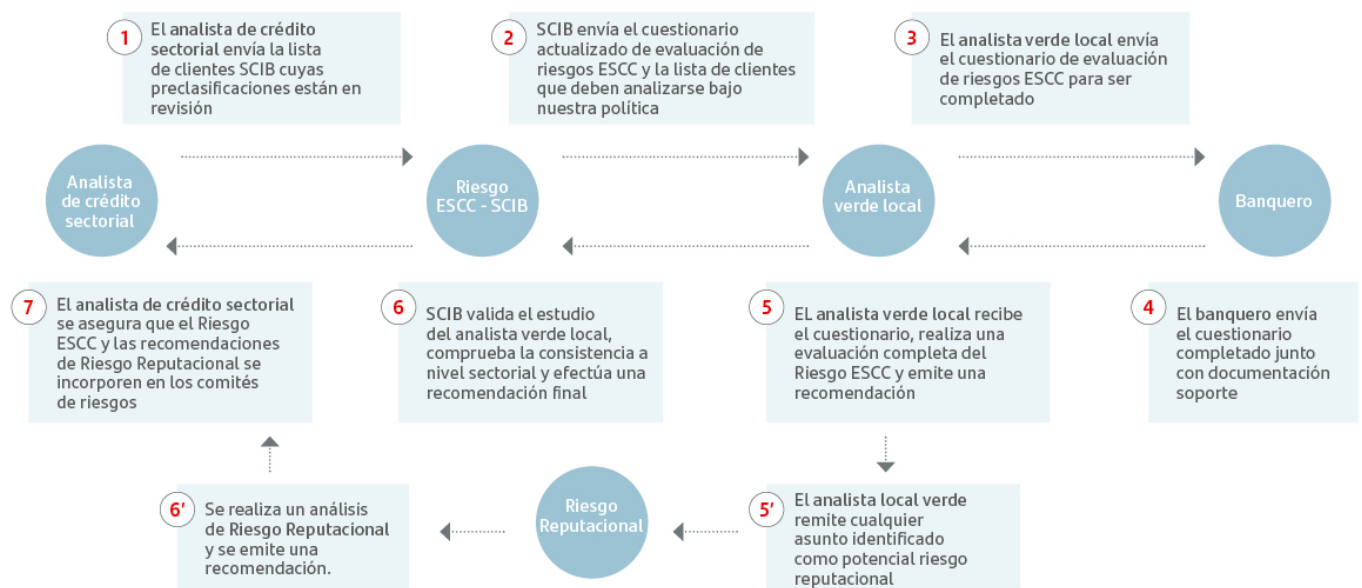 1
El analista de crédito
sectorial envía la lista
de clientes SCIB cuyas
preclasificaciones están en
revisión
2
SCIB envía el cuestionario
actualizado de evaluación de
riesgos ESCC y la lista de clientes
que deben analizarse bajo
nuestra política
3
El analista verde local envía
el cuestionario de evaluación
de riesgos ESCC para ser
completado
Analista
de crédito
sectorial
Riesgo
ESCC - SCIB
Analista
verde local
Banquero
7
El analista de crédito sectorial
se asegura que el Riesgo
ESCC y las recomendaciones
de Riesgo Reputacional se
incorporen en los comités
de riesgos
6
SCIB valida el estudio
del analista verde local,
comprueba la consistencia a
nivel sectorial y efectúa una
recomendación final
5
EL analista verde local recibe
el cuestionario, realiza una
evaluación completa del
Riesgo ESCC y emite una
recomendación
4
El banquero envía
el cuestionario
completado junto
con documentación
soporte
6'
Se realiza un análisis
de Riesgo Reputacional
y se emite una
recomendación.
Riesgo
Reputacional
5'
El analista local verde
remite cualquier
asunto identificado
como potencial riesgo
reputacional